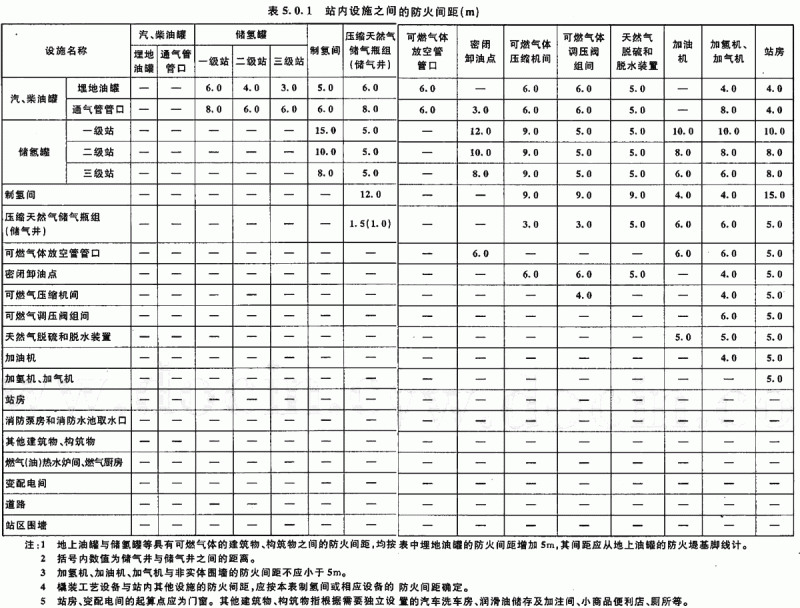 表 5.0.1 站内设施之间的防火间距(m)
设施名称 汽、柴油罐 储氢罐 制氢间 压缩天然气储气瓶组(储气井) 可燃气体放空管管口 密闭卸油点 可燃气体压缩机间 可燃气体调压阀组间 天然气脱硫和脱水装置 加油机 加氢机、加气机 站房
埋地油罐 通气管管口 一级站 二级站 三级站
汽、柴油罐 埋地油罐 — — 6.0 4.0 3.0 5.0 6.0 6.0 — 6.0 6.0 5.0 — 4.0 4.0
通气管管口 — — 8.0 6.0 6.0 6.0 8.0 6.0 3.0 6.0 6.0 5.0 — 8.0 4.0
储氢罐 一级站 — — — — — 15.0 5.0 — 12.0 9.0 5.0 5.0 10.0 10.0 10.0
二级站 — — — — — 10.0 5.0 — 10.0 9.0 5.0 5.0 8.0 8.0 8.0
三级站 — — — — — 8.0 5.0 — 8.0 9.0 5.0 5.0 6.0 6.0 8.0
制氢间 — — — — — — 12.0 — — 9.0 9.0 9.0 4.0 4.0 15.0
压缩天然气储气瓶组(储气井) — — — — — — 1.5(1.0) — — 3.0 3.0 5.0 6.0 6.0 5.0
可燃气体放空管管口 — — — — — — — — 6.0 — — — 6.0 6.0 5.0
密闭卸油点 — — — — — — — — — 6.0 6.0 5.0 — 4.0 5.0
可燃气压缩机间 — — — — — — — — — — 4.0 — — 4.0 5.0
可燃气调压阀组间 — — — — — — — — — — — — — 6.0 5.0
天然气脱硫和脱水装置 — — — — — — — — — — — — 5.0 5.0 5.0
加油机 — — — — — — — — — — — — — 4.0 5.0
加氢机、加气机 — — — — — — — — — — — — — — 5.0
站房 — — — — — — — — — — — — — — —
消防泵房和消防水池取水口 — — — — — — — — — — — — — — —
其他建筑物、构筑物 — — — — — — — — — — — — — — —
燃气(油)热水炉间、燃气厨房 — — — — — — — — — — — — — — —
变配电间 — — — — — — — — — — — — — — —
道路 — — — — — — — — — — — — — — —
站区围墙 — — — — — — — — — — — — — — —
注:1 地上油罐与储氢罐等具有可燃气体的建筑物、构筑物之间的防火间距,均按表中埋地油罐的防火间距增加5m,其间距应从地上油罐的防火堤基脚线计。
2 括号内数值为储气井与储气井之间的距离。
3 加氢机、加油机、加气机与非实体围墙的防火间距不应小于5m。
4 橇装工艺设备与站内其他设施的防火间距,应按本表制氢间或相应设备的防火间距确定。
5 站房、变配电间的起算点应为门窗。其他建筑物、构筑物指根据需要独立设置的汽车洗车房、润滑油储存及加注间、小商品便利店、厕所等。